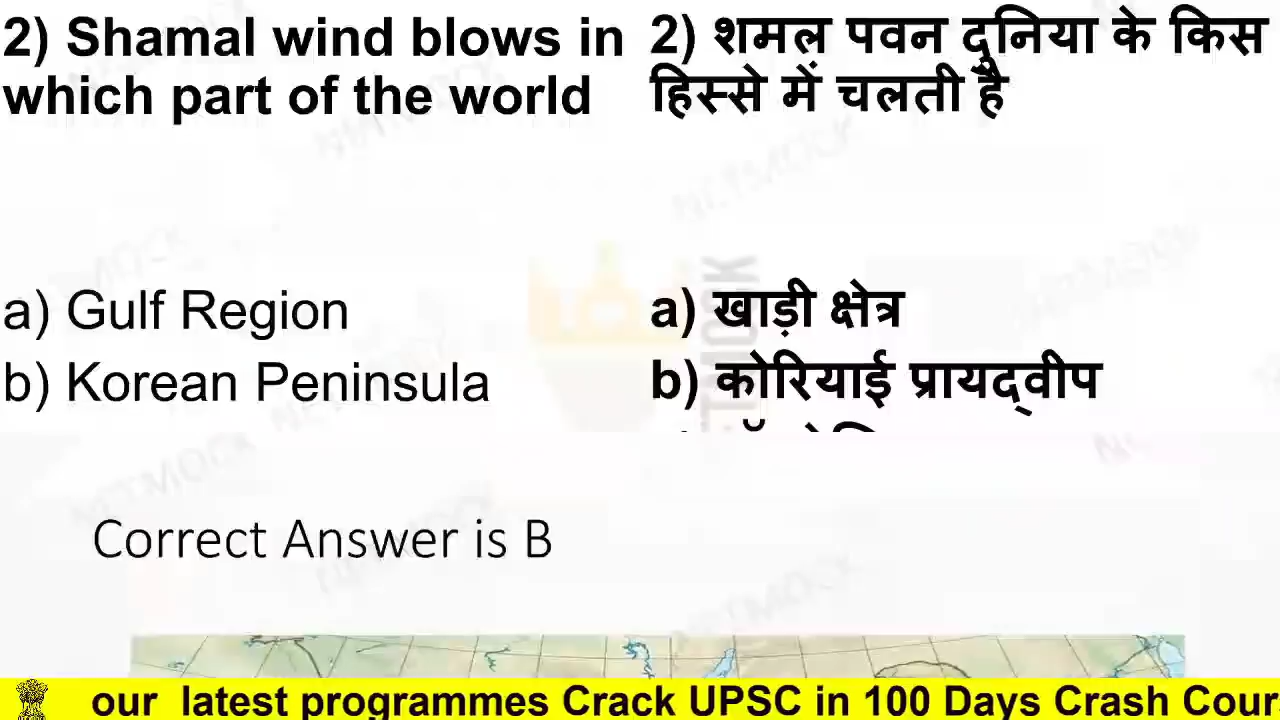 2) Shamal wind blows in
which part of the world
2) शमल पवन दुनिया के किस
हिस्से में चलती है
a) Gulf Region
b) Korean Peninsula
a) खाड़ी क्षेत्र
b) कोरियाई प्रायद्वीप
NETMOCK
Correct Answer is B
our latest programmes Crack UPSC in 100 Days Crash Cour